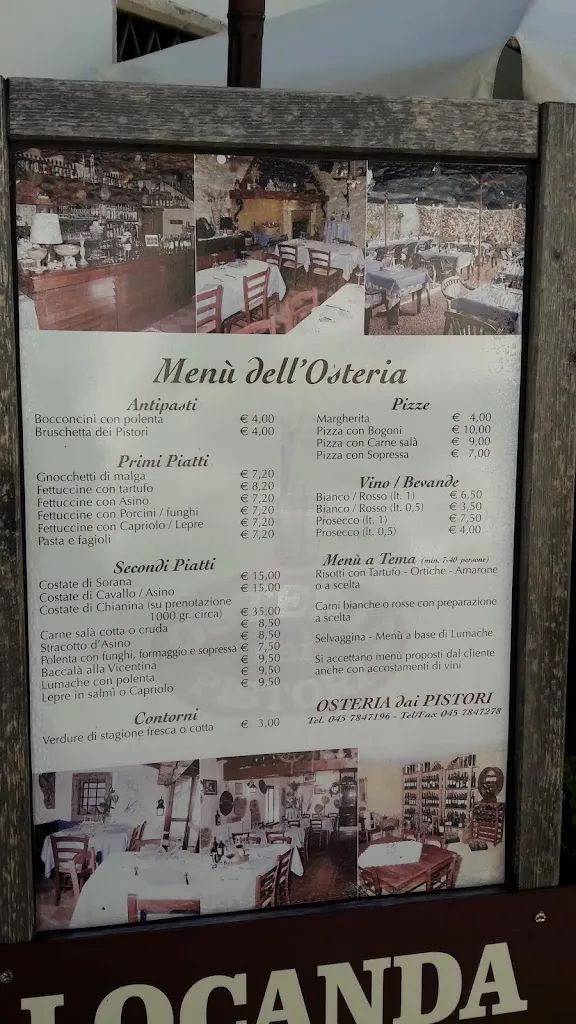 Menù dell'Osteria
Antipasti
Bocconcini con polenta € 4,00
Bruschetta dei Pistori € 4,00
Primi Piatti
Gnocchetti di malga € 7,20
Fettuccine con tartufo € 8,20
Fettuccine con Asino € 7,20
Fettuccine con Porcini / funghi € 7,20
Fettuccine con Capriolo / Lepre € 7,20
Pasta e fagioli € 7,20
Secondi Piatti
Costate di Sorana € 15,00
Costate di Cavallo / Asino € 15,00
Costate di Chianina (su prenotazione
1000 gr. circa) € 35,00
Carne salà cotta o cruda € 8,50
Stracotto d'Asino € 8,50
Polenta con funghi, formaggio e sopressa € 7,50
Baccalà alla Vicentina € 9,50
Lumache con polenta € 9,50
Lepre in salmì o Capriolo € 9,50
Contorni
Verdure di stagione fresca o cotta € 3,00
Pizze
Margherita € 4,00
Pizza con Bogoni € 10,00
Pizza con Carne salà € 9,00
Pizza con Sopressa € 7,00
Vino / Bevande
Bianco / Rosso (lt. 1) € 6,50
Bianco / Rosso (lt. 0,5) € 3,50
Prosecco (lt. 1) € 7,50
Prosecco (lt. 0,5) € 4,00
Menù a Tema (min. 7-40 persone)
Risotti con Tartufo - Ortiche - Amarone
o a scelta
Carni bianche o rosse con preparazione
a scelta
Selvaggina - Menù a base di Lumache
Si accettano menù proposti dal cliente
anche con accostamenti di vini
OSTERIA dai PISTORI
Tel. 045 7847196 - Tel/Fax 045 7847278
LOCANDA